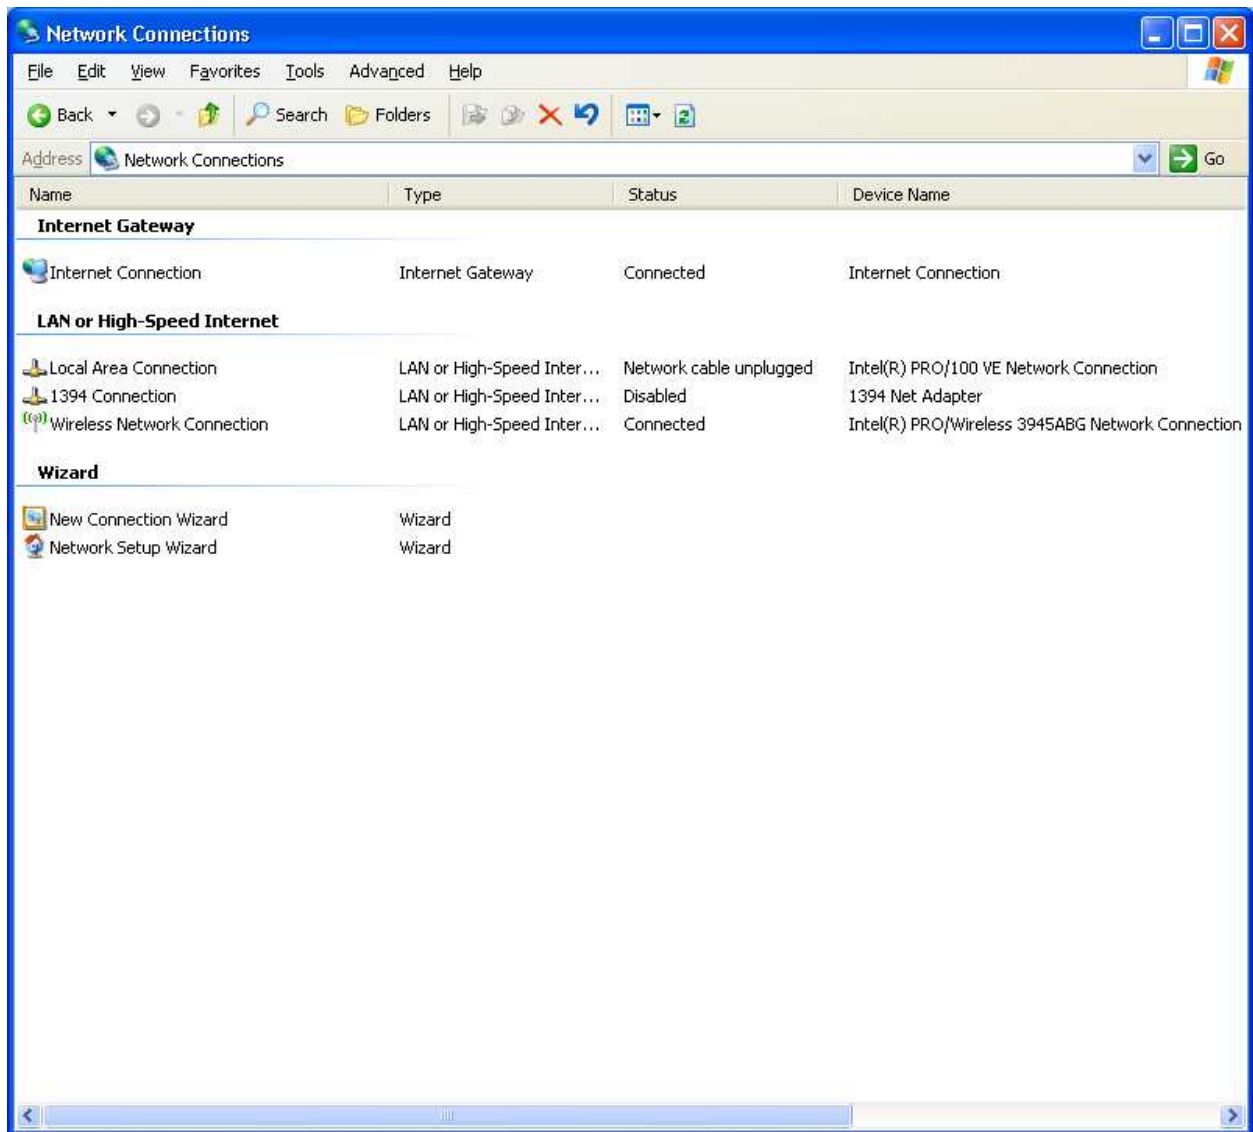 Network Connections
File Edit View Favorites Tools Advanced Help
Back Search Folders
Address Network Connections Go
Name Type Status Device Name
Internet Gateway
Internet Connection Internet Gateway Connected Internet Connection
LAN or High-Speed Internet
Local Area Connection LAN or High-Speed Inter... Network cable unplugged Intel(R) PRO/100 VE Network Connection
1394 Connection LAN or High-Speed Inter... Disabled 1394 Net Adapter
Wireless Network Connection LAN or High-Speed Inter... Connected Intel(R) PRO/Wireless 3945ABG Network Connection
Wizard
New Connection Wizard Wizard
Network Setup Wizard Wizard